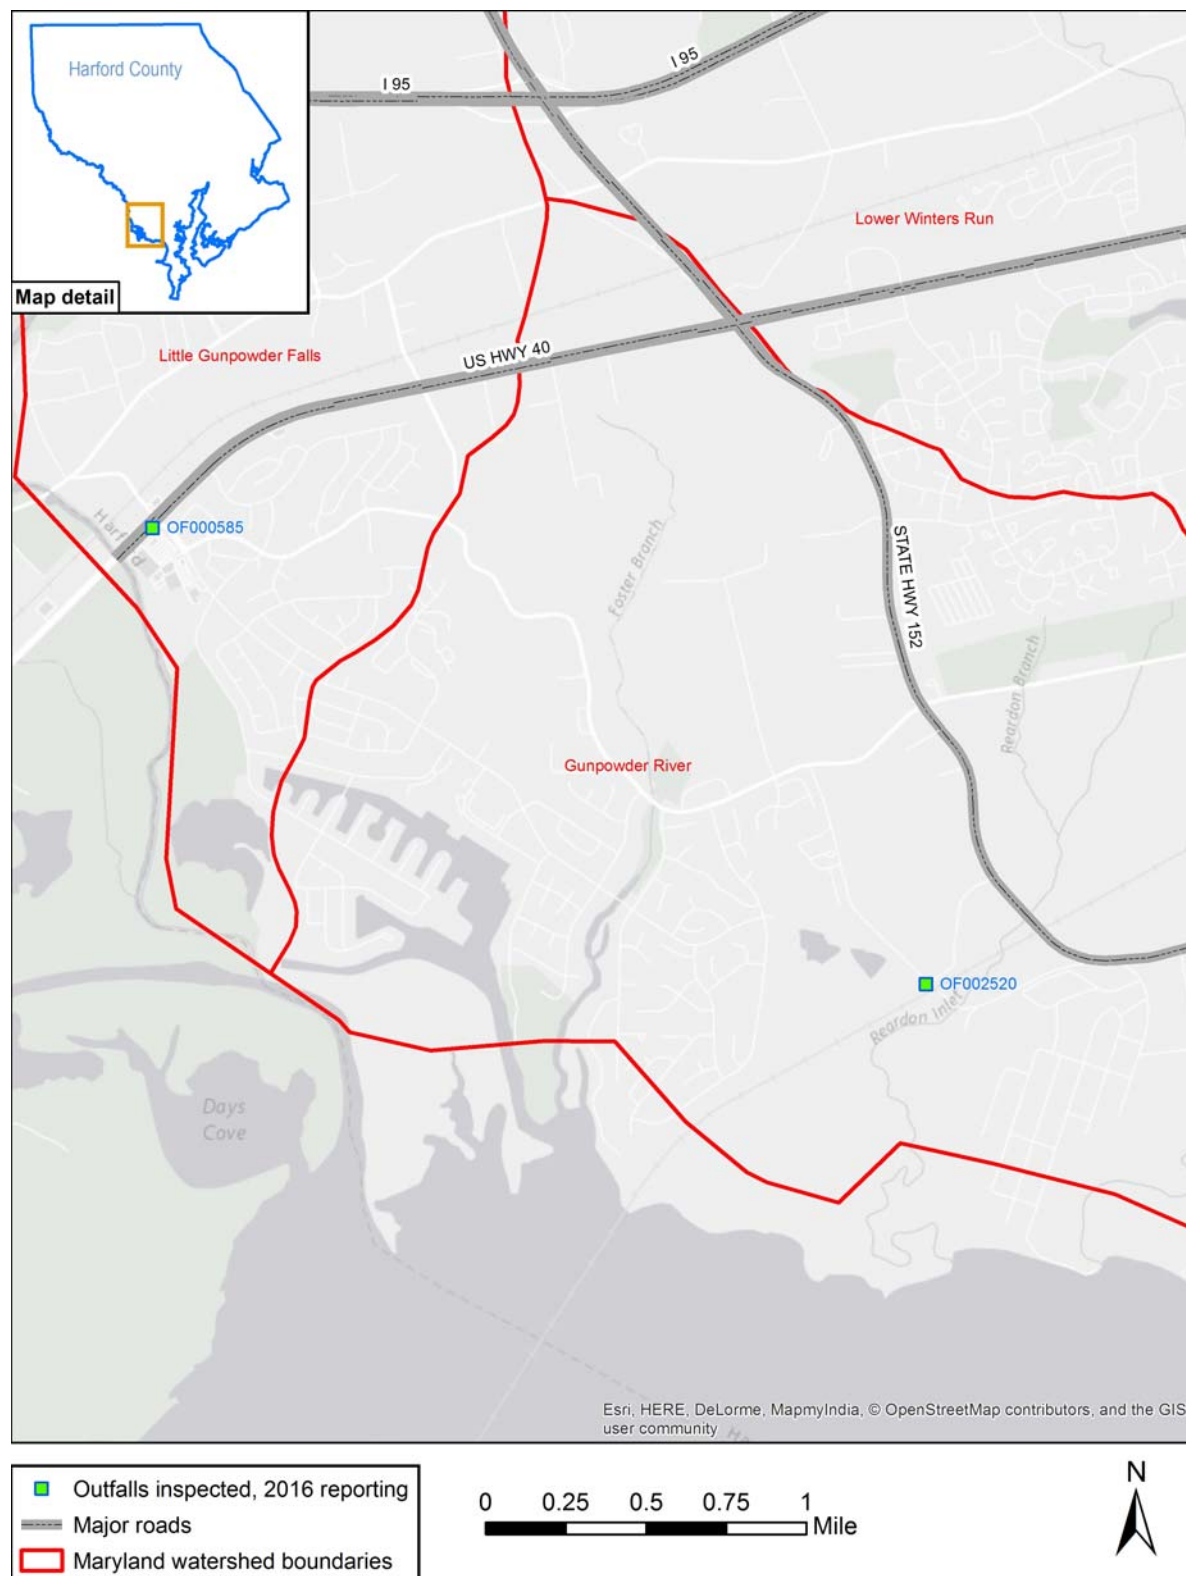 Harford County
Map detail
I 95
I 95
Lower Winters Run
Little Gunpowder Falls
US HWY 40
OF000585
Harford
Foster Branch
STATE HWY 152
Reardon Branch
Gunpowder River
OF002520
Reardon Inlet
Days
Cove
Esri, HERE, DeLorme, MapmyIndia, © OpenStreetMap contributors, and the GIS
user community
Outfalls inspected, 2016 reporting
Major roads
Maryland watershed boundaries
0 0.25 0.5 0.75 1
Mile
N